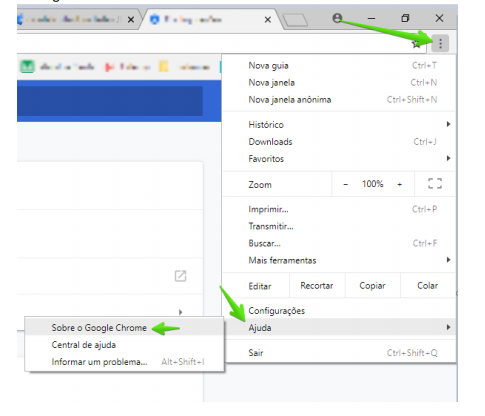 Nova guia Ctrl+T
Nova janela Ctrl+N
Nova janela anônima Ctrl+Shift+N
Histórico
Downloads Ctrl+J
Favoritos
Zoom - 100% +
Imprimir... Ctrl+P
Transmitir...
Buscar... Ctrl+F
Mais ferramentas
Editar Recortar Copiar Colar
Configurações
Ajuda
Sobre o Google Chrome
Central de ajuda
Informar um problema... Alt+Shift+I
Sair Ctrl+Shift+Q